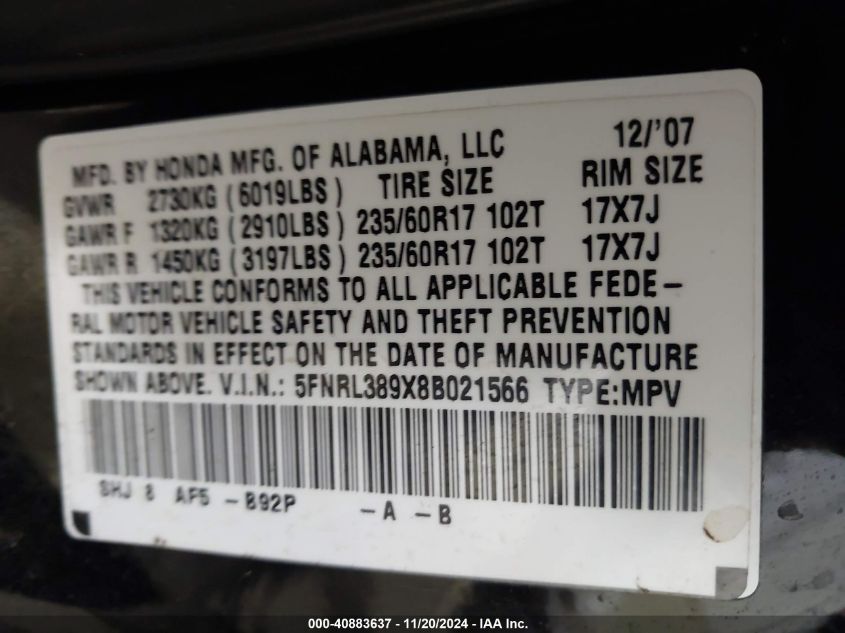 MFD. BY HONDA MFG. OF ALABAMA, LLC 12/'07
GVWR 2730KG (6019LBS) TIRE SIZE RIM SIZE
GAWR F 1320KG (2910LBS) 235/60R17 102T 17X7J
GAWR R 1450KG (3197LBS) 235/60R17 102T 17X7J
THIS VEHICLE CONFORMS TO ALL APPLICABLE FEDE-
RAL MOTOR VEHICLE SAFETY AND THEFT PREVENTION
STANDARDS IN EFFECT ON THE DATE OF MANUFACTURE
SHOWN ABOVE. V.I.N.: 5FNRL389X8B021566 TYPE:MPV
SHJ 8 AF5 -B92P -A -B
000-40883637 - 11/20/2024 - IAA Inc.